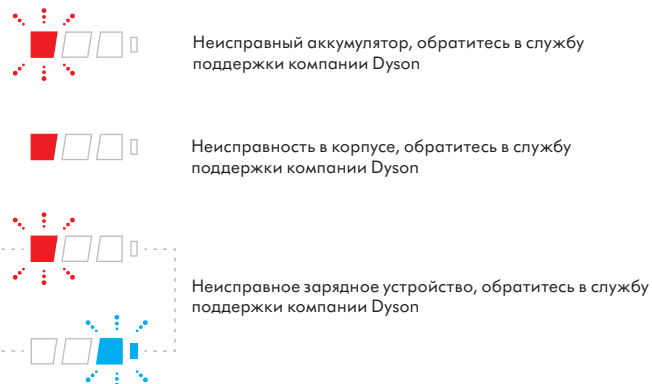 Неисправный аккумулятор, обратитесь в службу
поддержки компании Dyson
Неисправность в корпусе, обратитесь в службу
поддержки компании Dyson
Неисправное зарядное устройство, обратитесь в службу
поддержки компании Dyson